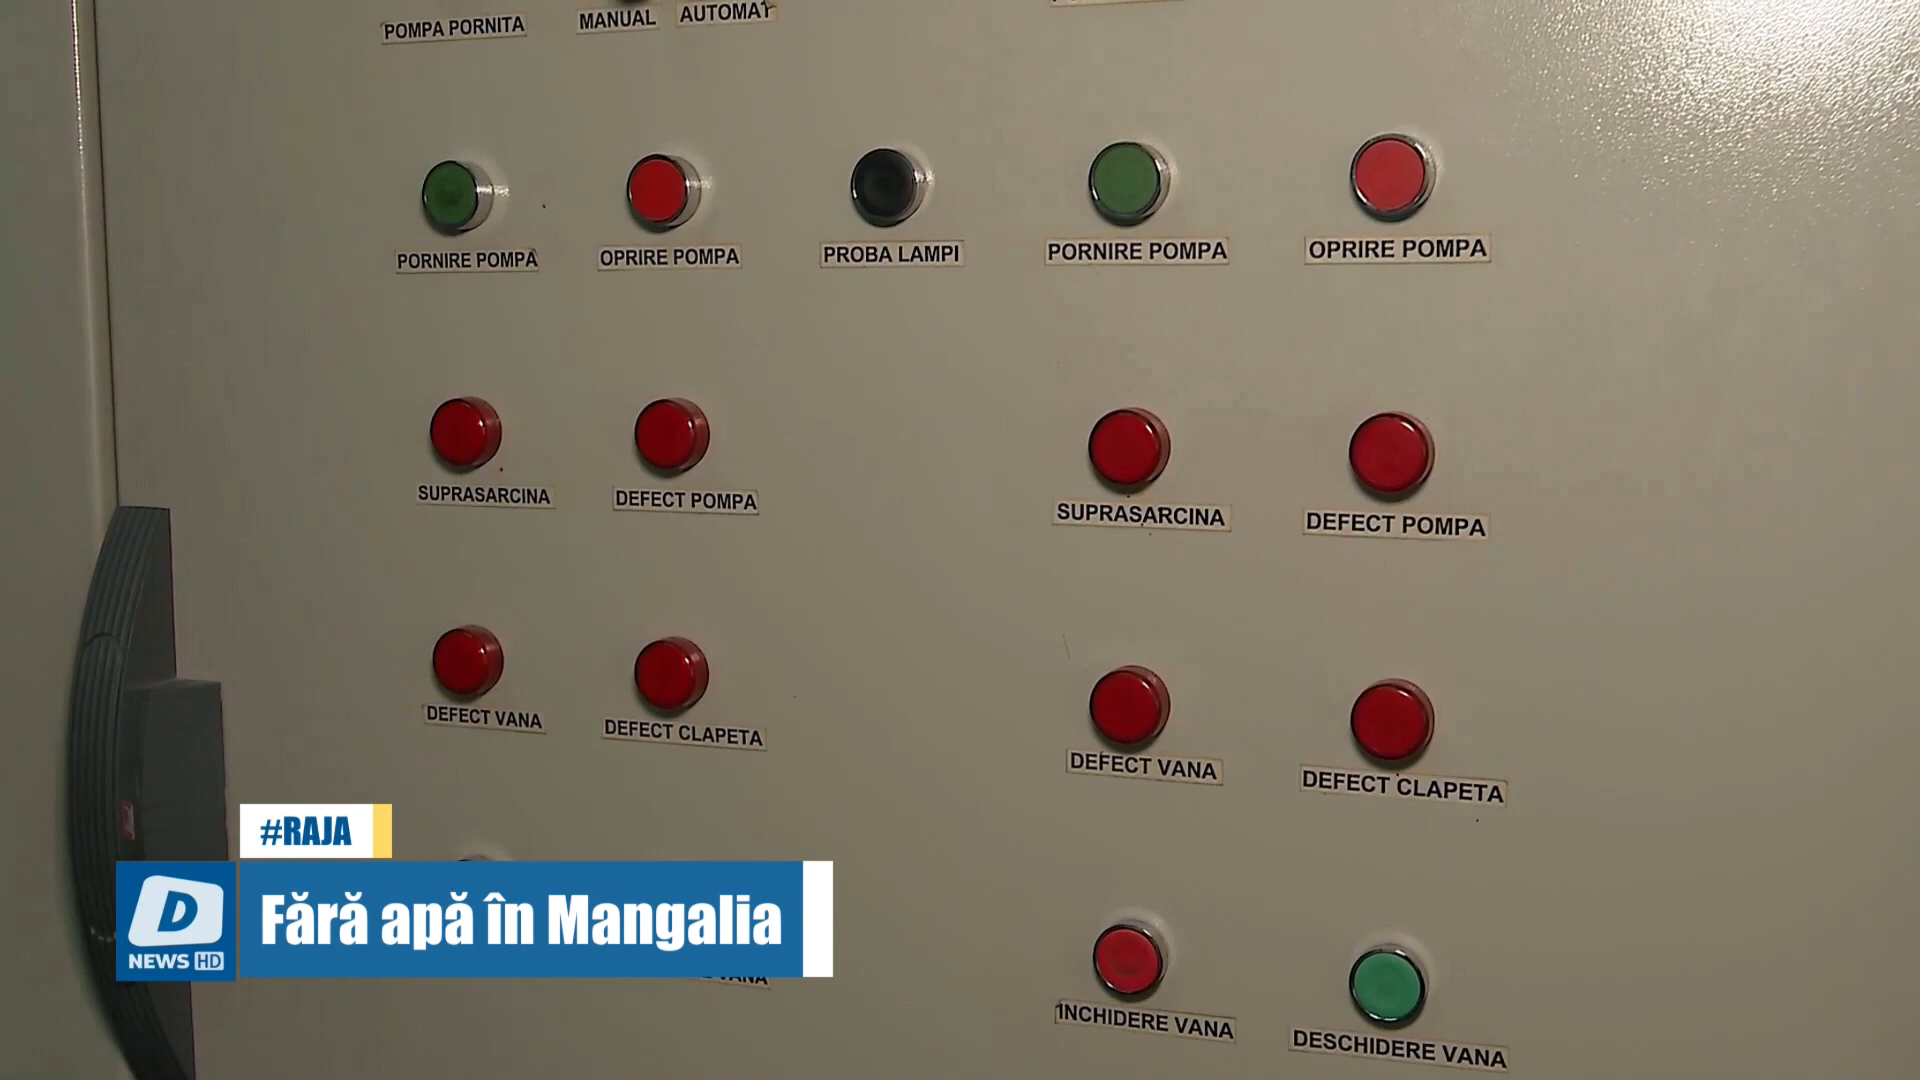 POMPA PORNITA
MANUAL
AUTOMAT
PORNIRE POMPA
OPRIRE POMPA
PROBA LAMPI
PORNIRE POMPA
OPRIRE POMPA
SUPRASARCINA
DEFECT POMPA
SUPRASARCINA
DEFECT POMPA
DEFECT VANA
DEFECT CLAPETA
DEFECT VANA
DEFECT CLAPETA
#RAJA
D
NEWS HD
Fără apă în Mangalia
VANA
INCHIDERE VANA
DESCHIDERE VANA